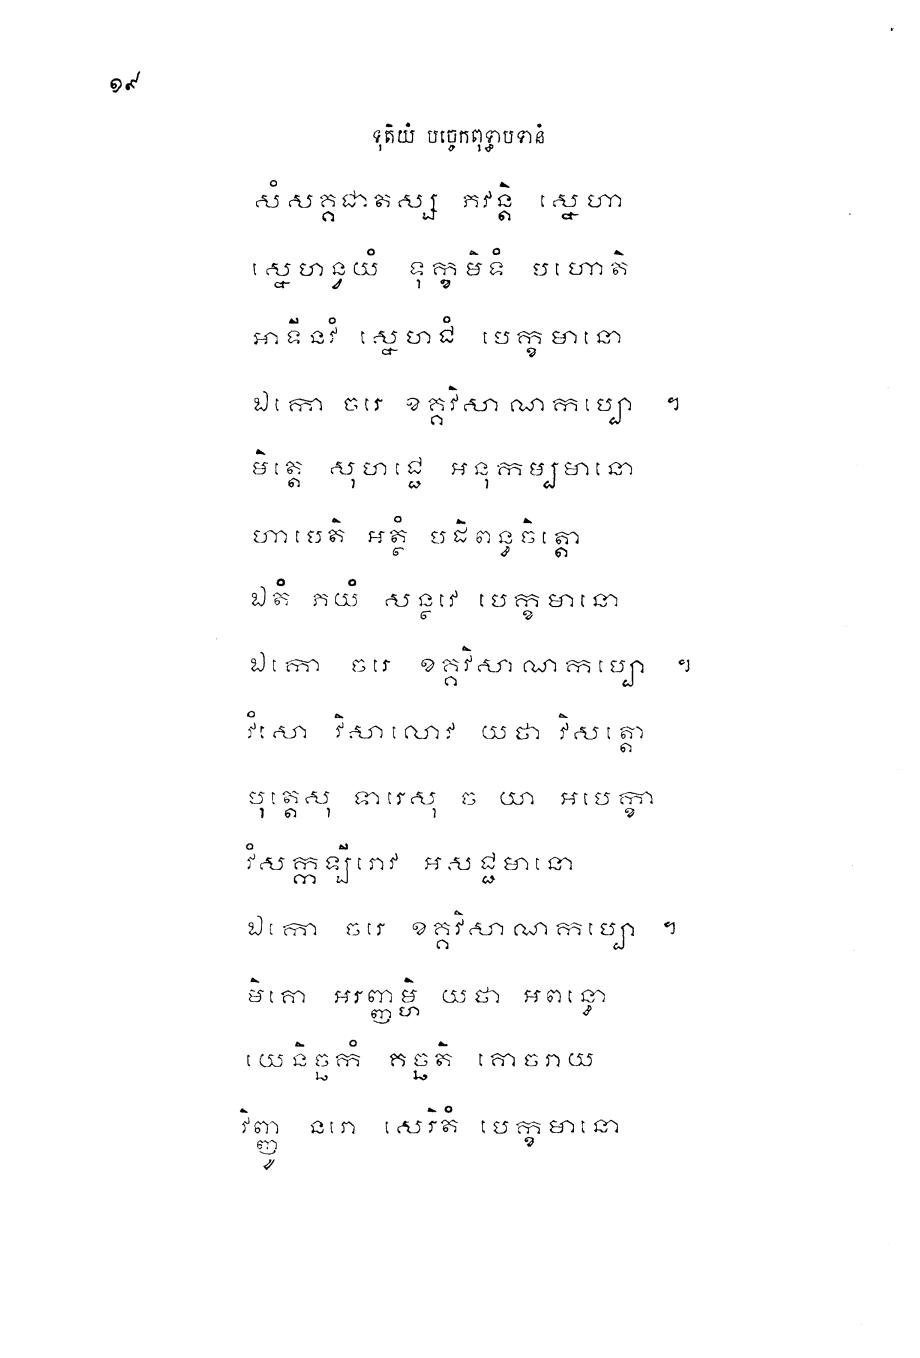 ១៩
ទុតិយំ បច្ចេកពុទ្ធាបទានំ
សំសគ្គជាតស្ស ភវន្តិ ស្នេហា
ស្នេហន្វយំ ទុក្ខមិទំ បហោតិ
អាទីនវំ ស្នេហជំ បេក្ខមានោ
ឯកោ ចរេ ខគ្គវិសាណកប្បោ ។
មិត្តេ សុហជ្ជេ អនុកម្បមានោ
ហាបេតិ អត្ថំ បដិពន្ធចិត្តោ
ឯតំ ភយំ សន្ថវេ បេក្ខមានោ
ឯកោ ចរេ ខគ្គវិសាណកប្បោ ។
វំសោ វិសាលោវ យថា វិសត្តោ
បុត្តេសុ ទារេសុ ច យា អបេក្ខា
វំសក្កឡីរោវ អសជ្ជមានោ
ឯកោ ចរេ ខគ្គវិសាណកប្បោ ។
មិគោ អរញ្ញម្ហិ យថា អពន្ធោ
យេនិច្ឆកំ គច្ឆតិ គោចរាយ
វិញ្ញូ នរោ សេរិតំ បេក្ខមានោ